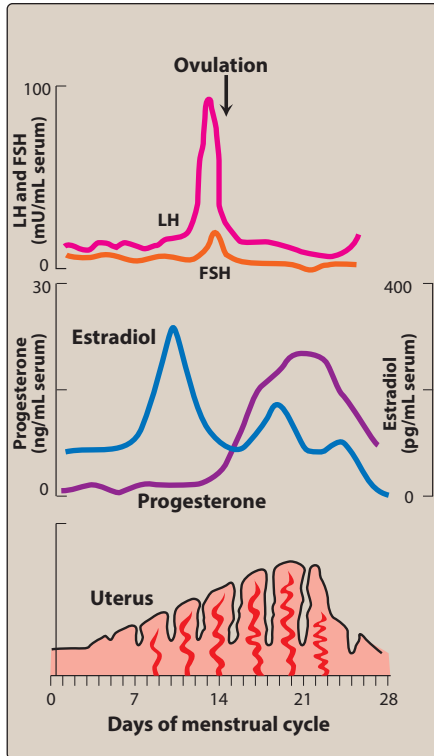 Ovulation
100
LH and FSH
(mU/mL serum)
0
LH
FSH
30
Progesterone
(ng/mL serum)
0
Estradiol
Progesterone
400
Estradiol
(pg/mL serum)
0
Uterus
0 7 14 21 28
Days of menstrual cycle